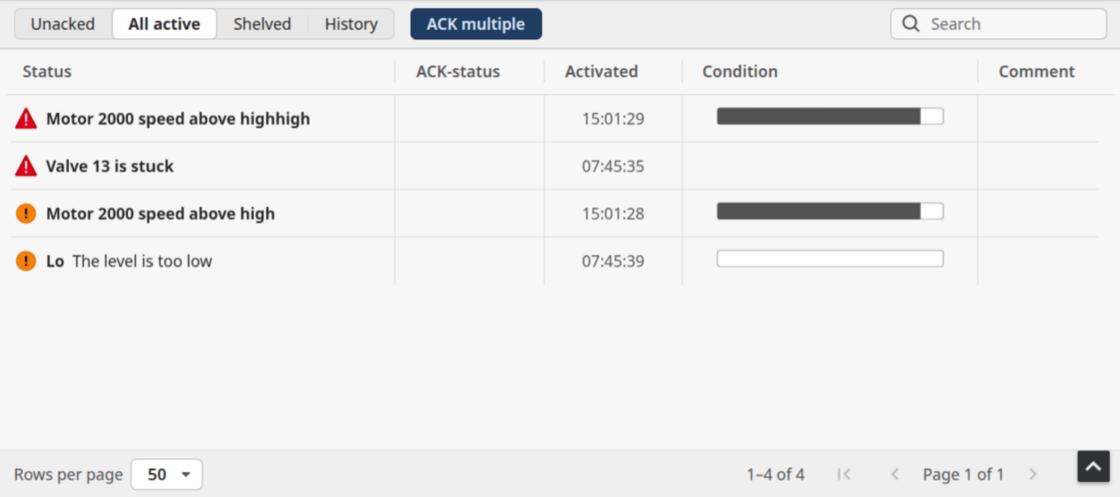 Unacked All active Shelved History ACK multiple Search
Status ACK-status Activated Condition Comment
Motor 2000 speed above highhigh 15:01:29
Valve 13 is stuck 07:45:35
Motor 2000 speed above high 15:01:28
Lo The level is too low 07:45:39
Rows per page 50 1–4 of 4 Page 1 of 1